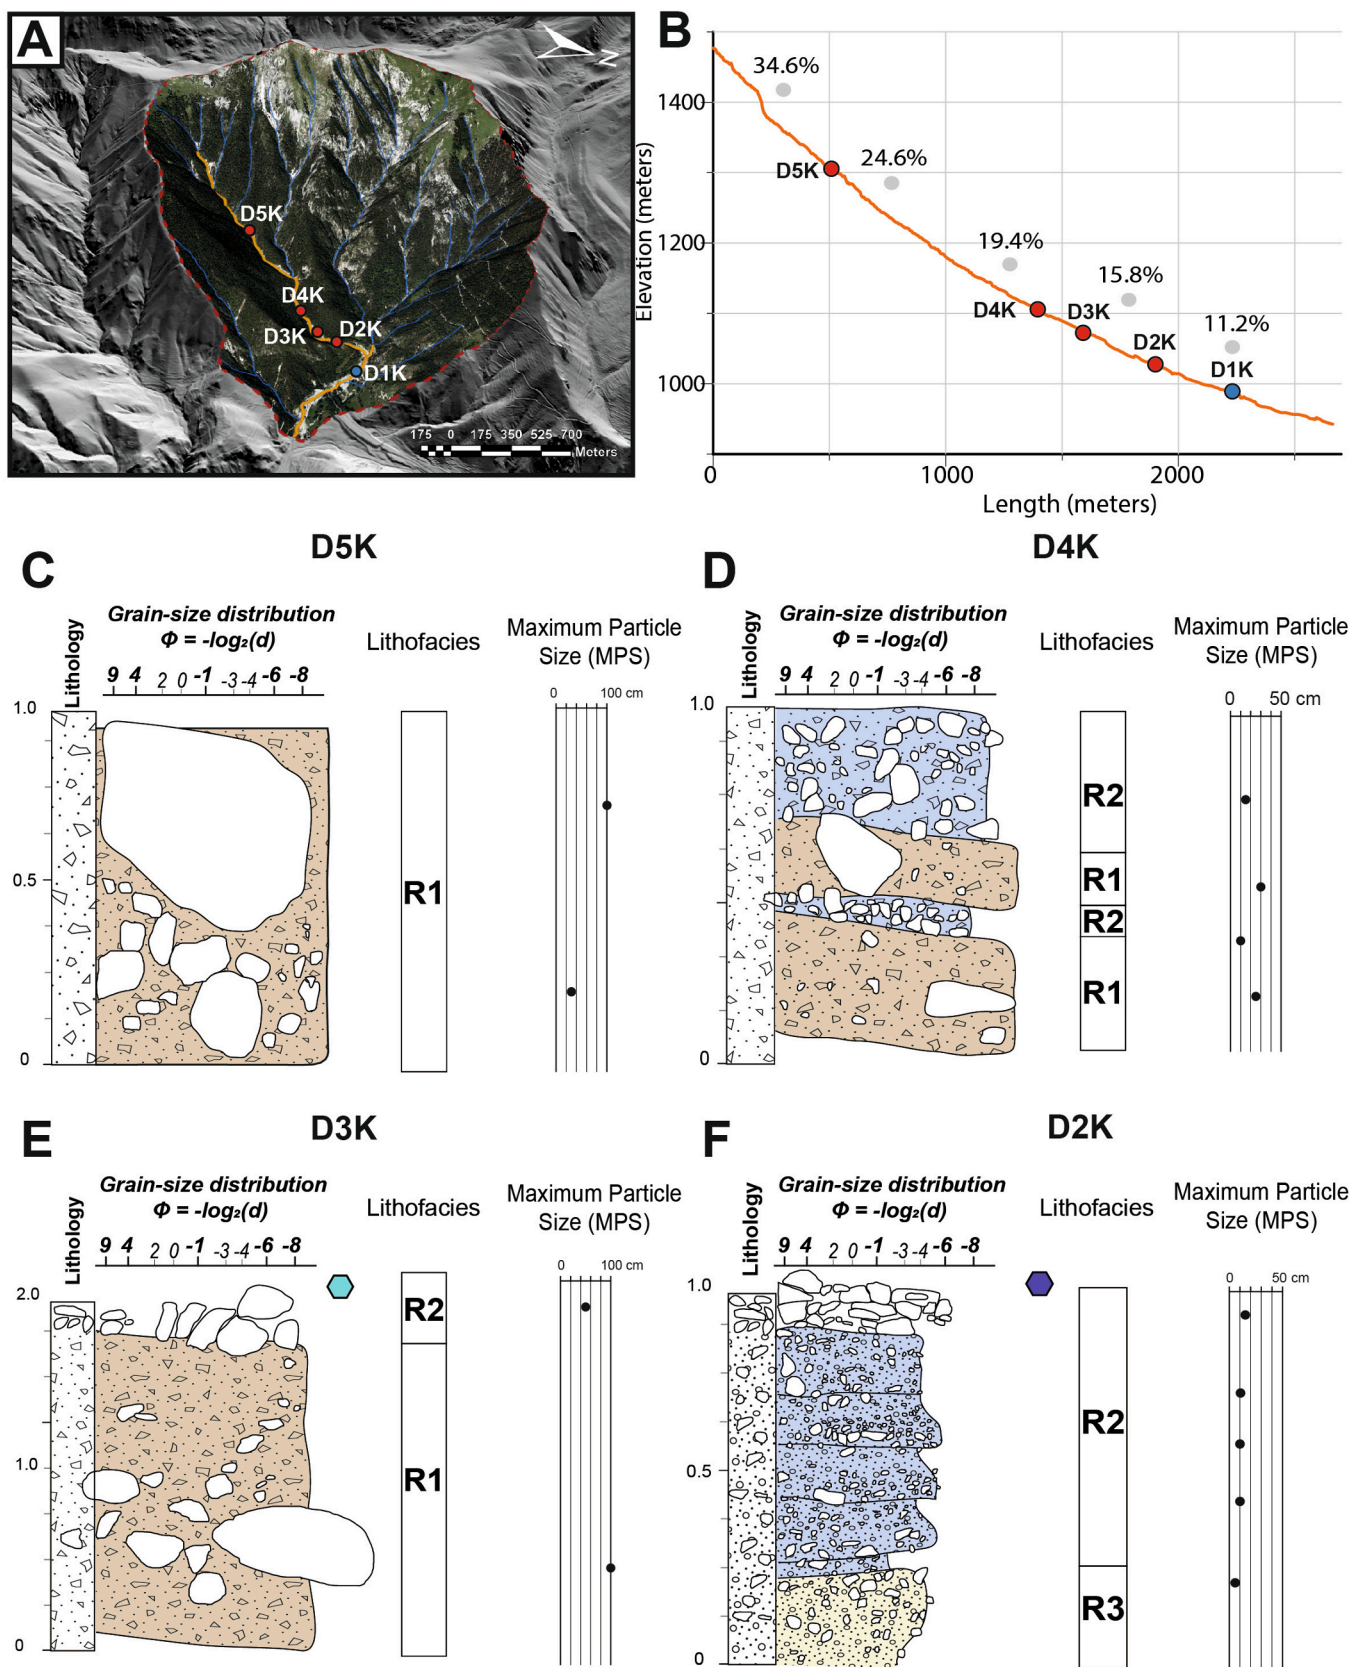 A
N
D5K
D4K
D3K
D2K
D1K
175 0 175 350 525 700
Meters
B
Elevation (meters)
1400
1200
1000
34.6%
24.6%
19.4%
15.8%
11.2%
D5K
D4K
D3K
D2K
D1K
0 1000 2000
Length (meters)
C
D5K
Lithology
Grain-size distribution
Φ = -log₂(d)
9 4 2 0 -1 -3 -4 -6 -8
Lithofacies
Maximum Particle
Size (MPS)
0 100 cm
1.0
0.5
0
R1
D
D4K
Lithology
Grain-size distribution
Φ = -log₂(d)
9 4 2 0 -1 -3 -4 -6 -8
Lithofacies
Maximum Particle
Size (MPS)
0 50 cm
1.0
0
R2
R1
R2
R1
E
D3K
Lithology
Grain-size distribution
Φ = -log₂(d)
9 4 2 0 -1 -3 -4 -6 -8
Lithofacies
Maximum Particle
Size (MPS)
0 100 cm
2.0
1.0
0
R2
R1
F
D2K
Lithology
Grain-size distribution
Φ = -log₂(d)
9 4 2 0 -1 -3 -4 -6 -8
Lithofacies
Maximum Particle
Size (MPS)
0 50 cm
1.0
0.5
0
R2
R3